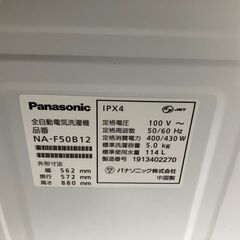 Panasonic
全自動電気洗濯機
品番
NA-F50B12
外形寸法
幅 562 mm
奥行 572 mm
高さ 880 mm
IPX4
JET
定格電圧 100 V～
定格周波数 50/60 Hz
定格消費電力 400/430 W
標準洗濯容量 5.0 kg
標準使用水量 114 L
製造番号 1913402270
パナソニック株式会社
中国製